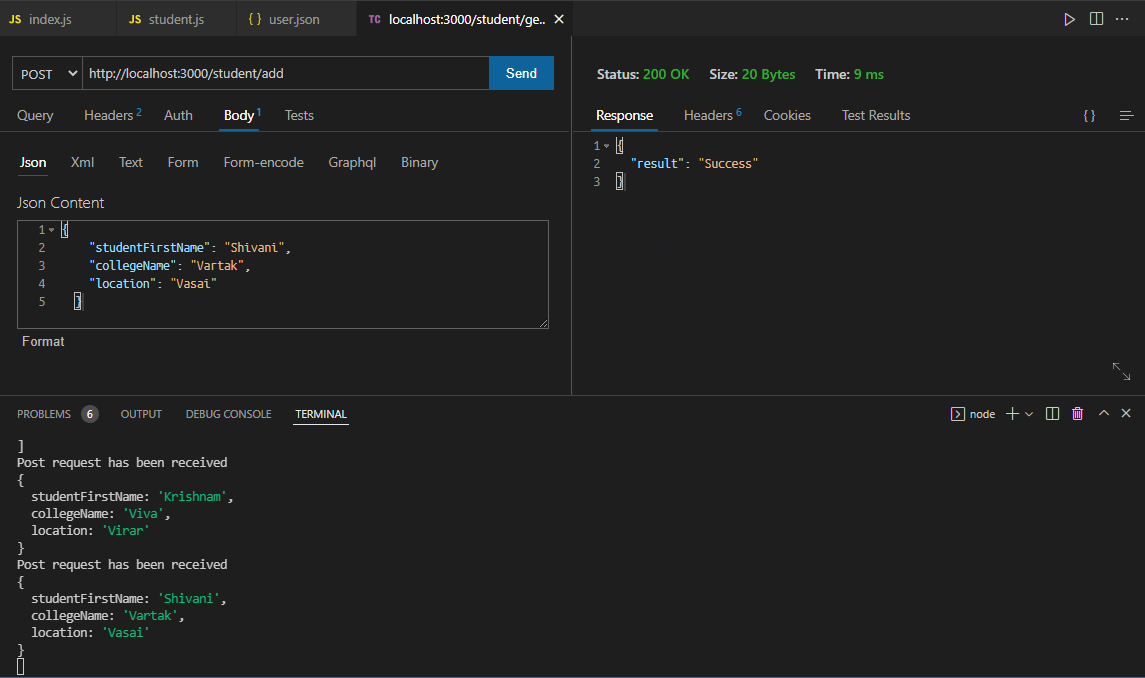 JS index.js JS student.js { } user.json TC localhost:3000/student/ge.. ✕ ···
POST http://localhost:3000/student/add Send
Query Headers 2 Auth Body 1 Tests
Json Xml Text Form Form-encode Graphql Binary
Json Content
1 {
2 "studentFirstName": "Shivani",
3 "collegeName": "Vartak",
4 "location": "Vasai"
5 }
Format
Status: 200 OK Size: 20 Bytes Time: 9 ms
Response Headers 6 Cookies Test Results { }
1 {
2 "result": "Success"
3 }
PROBLEMS 6 OUTPUT DEBUG CONSOLE TERMINAL node
]
Post request has been received
{
studentFirstName: 'Krishnam',
collegeName: 'Viva',
location: 'Virar'
}
Post request has been received
{
studentFirstName: 'Shivani',
collegeName: 'Vartak',
location: 'Vasai'
}